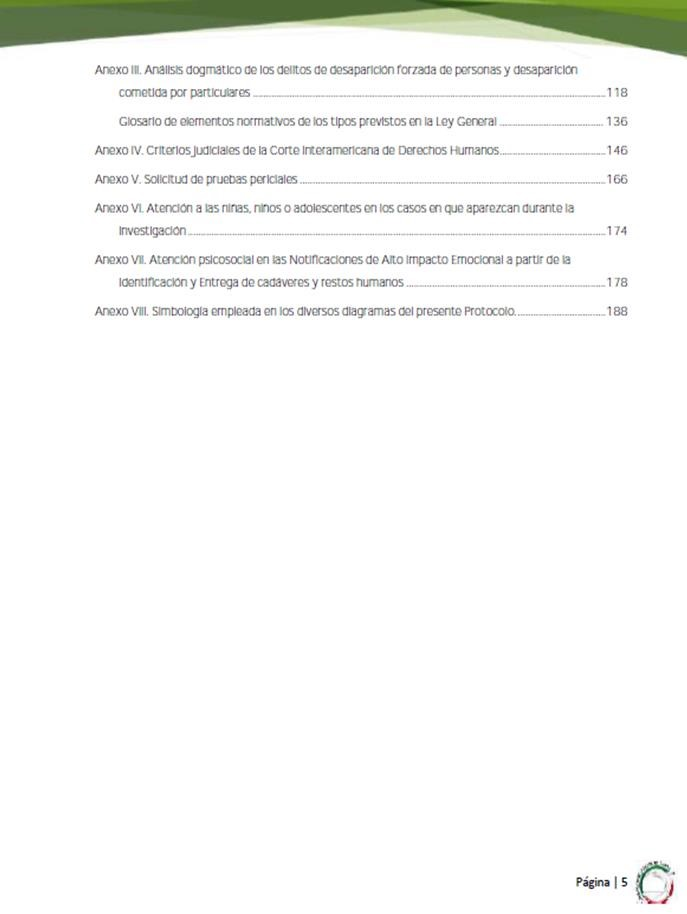 Anexo III. Análisis dogmático de los delitos de desaparición forzada de personas y desaparición
cometida por particulares ........ 118
Glosario de elementos normativos de los tipos previstos en la Ley General ........ 136
Anexo IV. Criterios judiciales de la Corte Interamericana de Derechos Humanos ........ 146
Anexo V. Solicitud de pruebas periciales ........ 166
Anexo VI. Atención a las niñas, niños o adolescentes en los casos en que aparezcan durante la
Investigación ........ 174
Anexo VII. Atención psicosocial en las Notificaciones de Alto Impacto Emocional a partir de la
Identificación y Entrega de cadáveres y restos humanos ........ 178
Anexo VIII. Simbología empleada en los diversos diagramas del presente Protocolo. ........ 188
Página | 5